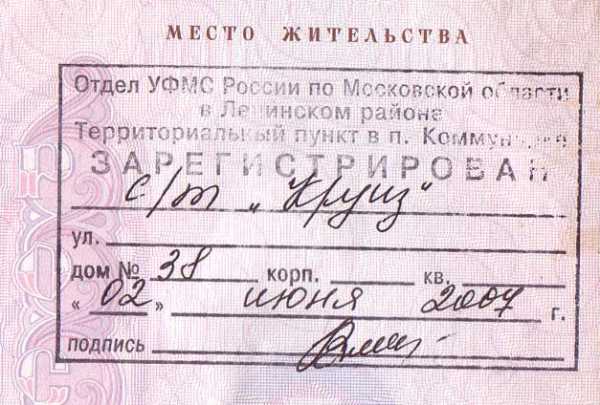 МЕСТО ЖИТЕЛЬСТВА
Отдел УФМС России по Московской области
в Ленинском района
Территориальный пункт в п. Коммунарка
ЗАРЕГИСТРИРОВАН
с/т „Круиз“
ул.
дом № 38 корп. кв.
« 02 » июня 2007 г.
подпись